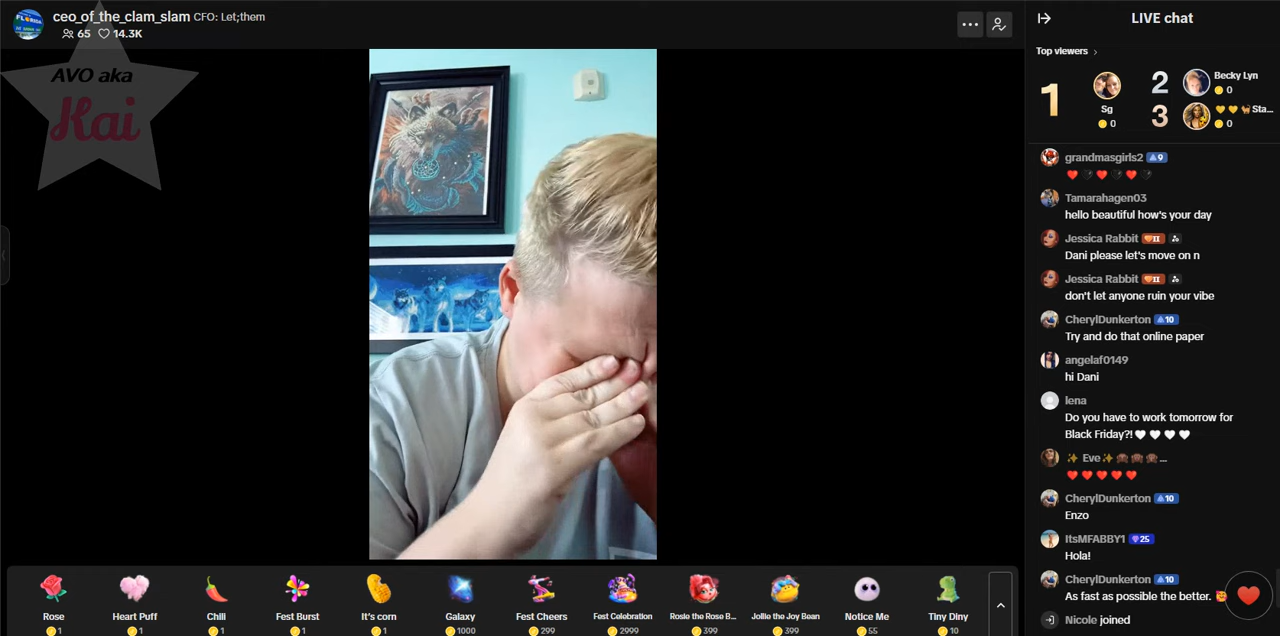 ceo_of_the_clam_slam CFO: Let;them
65 14.3K
AVO aka
Kai
LIVE chat
Top viewers >
1
Sg
0
2
Becky Lyn
0
3
Sta...
0
grandmasgirls2 9
Tamarahagen03
hello beautiful how's your day
Jessica Rabbit II
Dani please let's move on n
Jessica Rabbit II
don't let anyone ruin your vibe
CherylDunkerton 10
Try and do that online paper
angelaf0149
hi Dani
lena
Do you have to work tomorrow for
Black Friday?!🤍 🤍 🤍 🤍
✨ Eve✨ 🙈🙈🙈...
CherylDunkerton 10
Enzo
ItsMFABBY1 25
Hola!
CherylDunkerton 10
As fast as possible the better. 🥰
Nicole joined
Rose
1
Heart Puff
1
Chili
1
Fest Burst
1
It's corn
1
Galaxy
1000
Fest Cheers
299
Fest Celebration
2999
Rosie the Rose B...
399
Jollie the Joy Bean
399
Notice Me
55
Tiny Diny
10